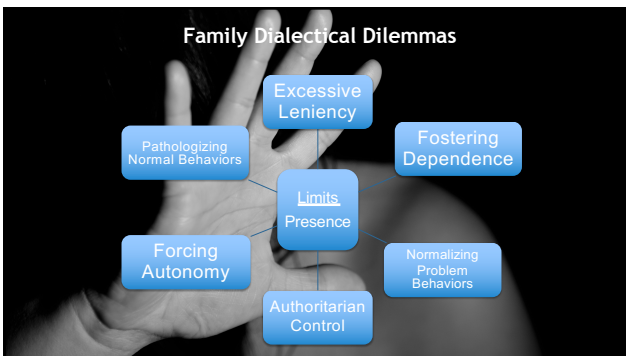 Family Dialectical Dilemmas
Excessive
Leniency
Pathologizing
Normal Behaviors
Fostering
Dependence
Limits
Presence
Forcing
Autonomy
Normalizing
Problem
Behaviors
Authoritarian
Control